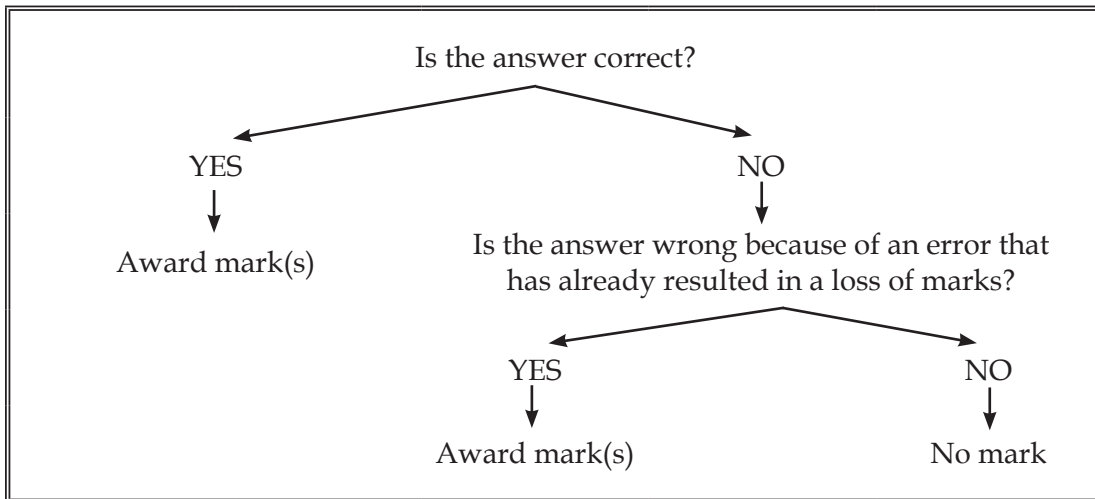 Is the answer correct?
YES
NO
Award mark(s)
Is the answer wrong because of an error that
has already resulted in a loss of marks?
YES
NO
Award mark(s)
No mark